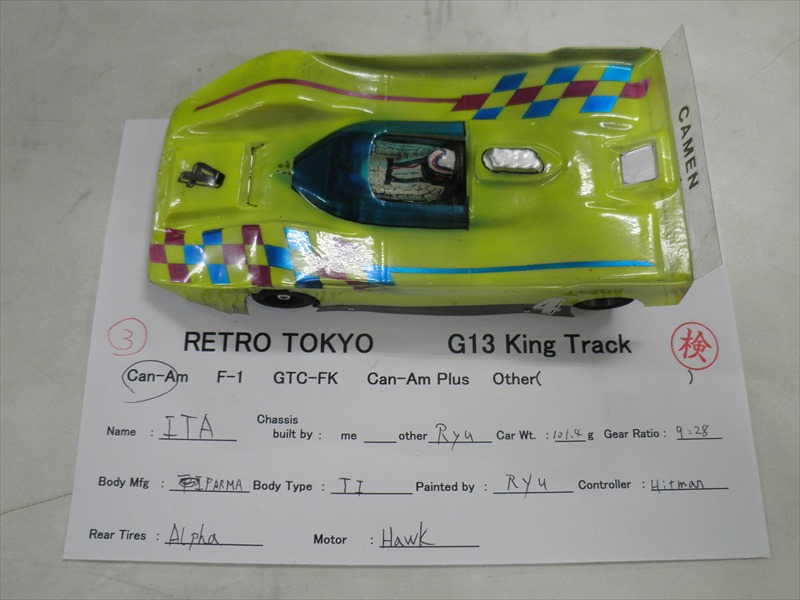 CAMEN
4
4
③ RETRO TOKYO G13 King Track 検
Can-Am F-1 GTC-FK Can-Am Plus Other( )
Name : ITA Chassis built by : me ____ other Ryu Car Wt. : 101.4 g Gear Ratio : 9:28
Body Mfg : PARMA Body Type : TI Painted by : Ryu Controller : Hitman
Rear Tires : Alpha Motor : Hawk